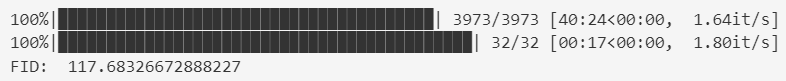 100%|██████████████████████████████████████| 3973/3973 [40:24<00:00,  1.64it/s]
100%|██████████████████████████████████████████| 32/32 [00:17<00:00,  1.80it/s]
FID:  117.68326672888227